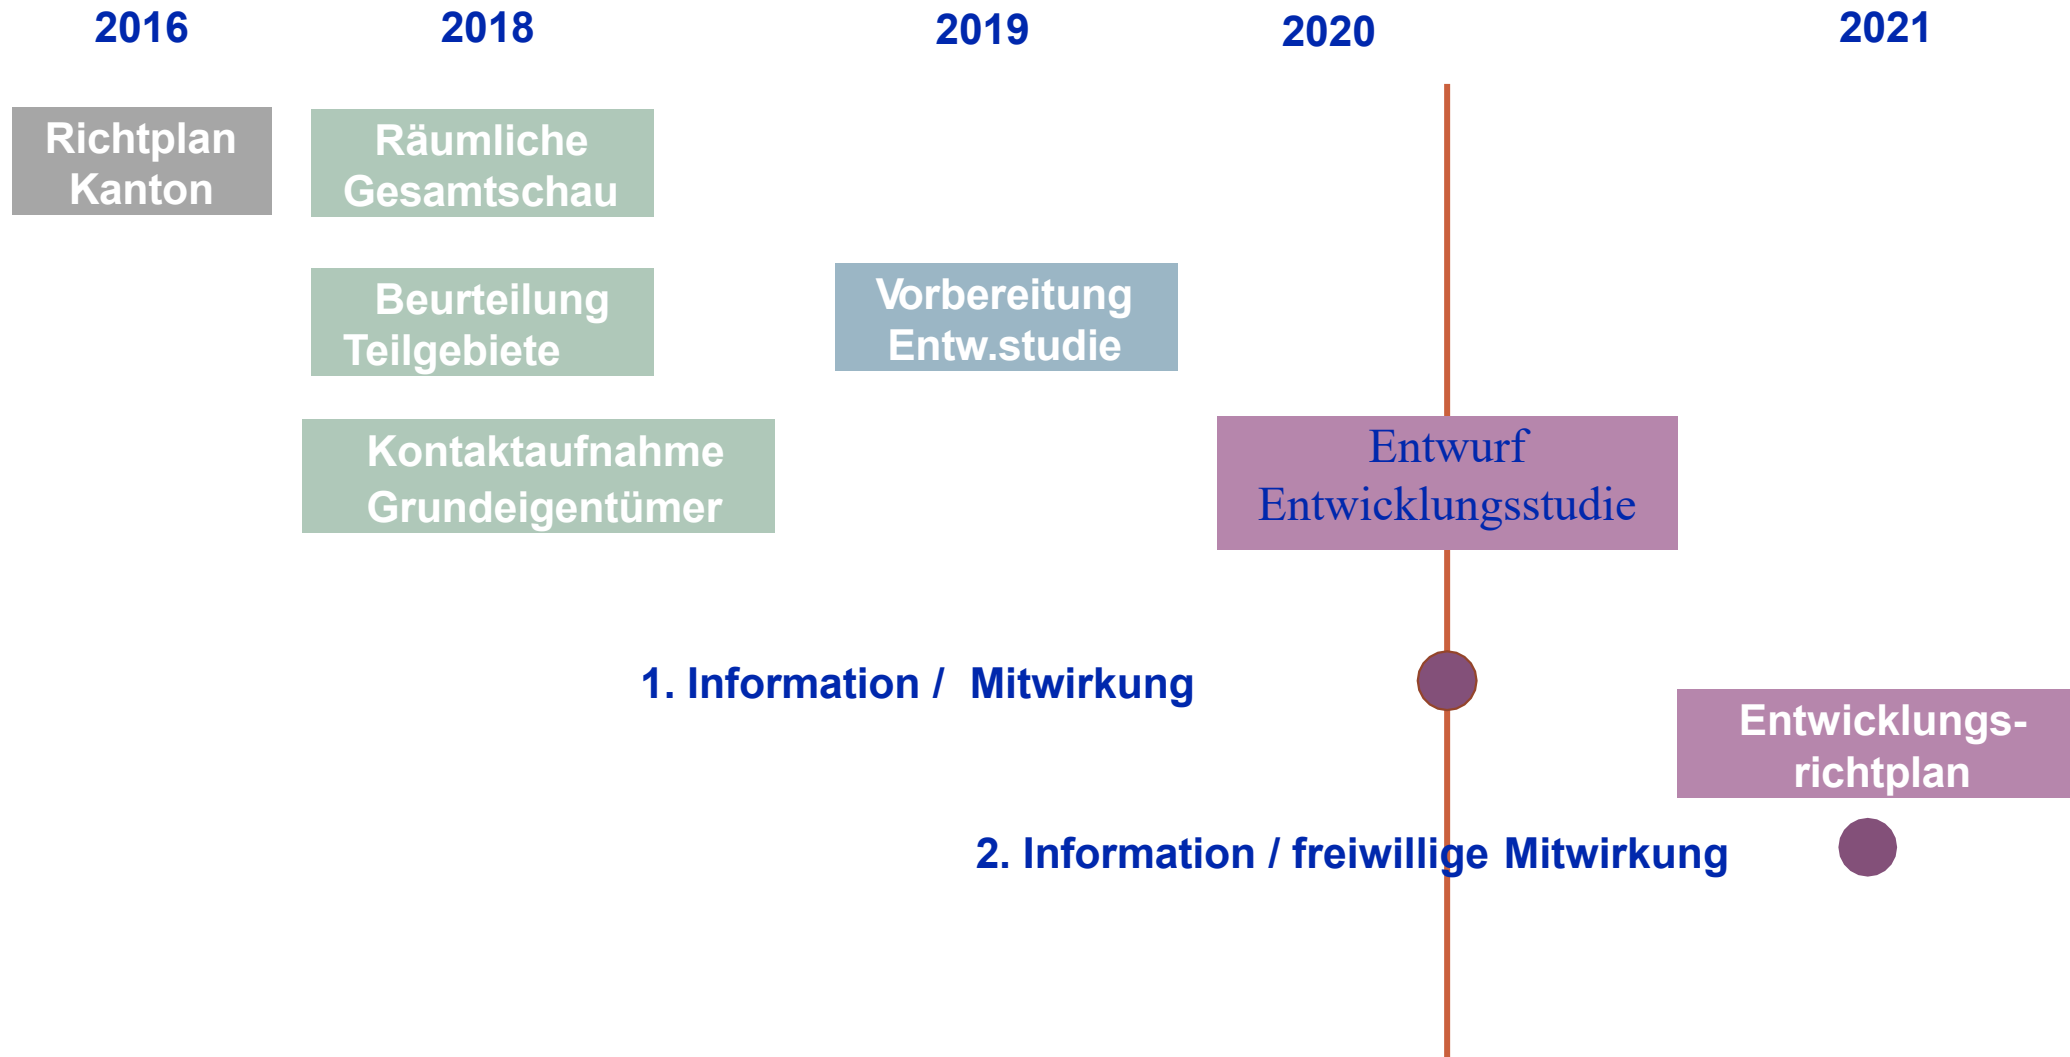 2016 2018 2019 2020 2021
Richtplan
Kanton
Räumliche
Gesamtschau
Beurteilung
Teilgebiete
Vorbereitung
Entw.studie
Kontaktaufnahme
Grundeigentümer
Entwurf
Entwicklungsstudie
1. Information / Mitwirkung
Entwicklungs-
richtplan
2. Information / freiwillige Mitwirkung